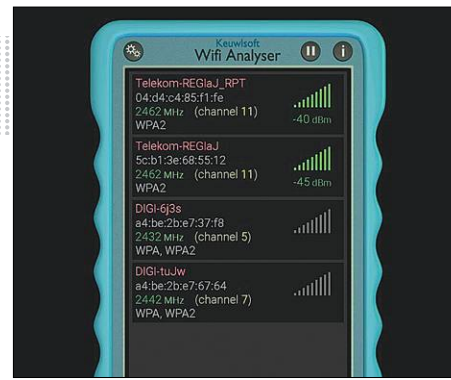 Keuwlsoft
Wifi Analyser
i
Telekom-REGIaJ_RPT
04:d4:c4:85:f1:fe
2462 MHz (channel 11)
-40 dBm
WPA2
Telekom-REGIaJ
5c:b1:3e:68:55:12
2462 MHz (channel 11)
-45 dBm
WPA2
DIGI-6j3s
a4:be:2b:e7:37:f8
2432 MHz (channel 5)
WPA, WPA2
DIGI-tuJw
a4:be:2b:e7:67:64
2442 MHz (channel 7)
WPA, WPA2